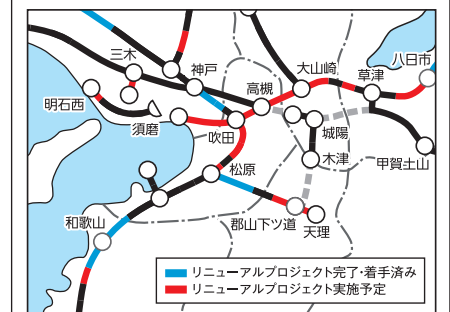 三木
神戸
高槻
大山崎
草津
八日市
明石西
須磨
吹田
城陽
木津
甲賀土山
松原
和歌山
郡山下ツ道
天理
リニューアルプロジェクト完了・着手済み
リニューアルプロジェクト実施予定